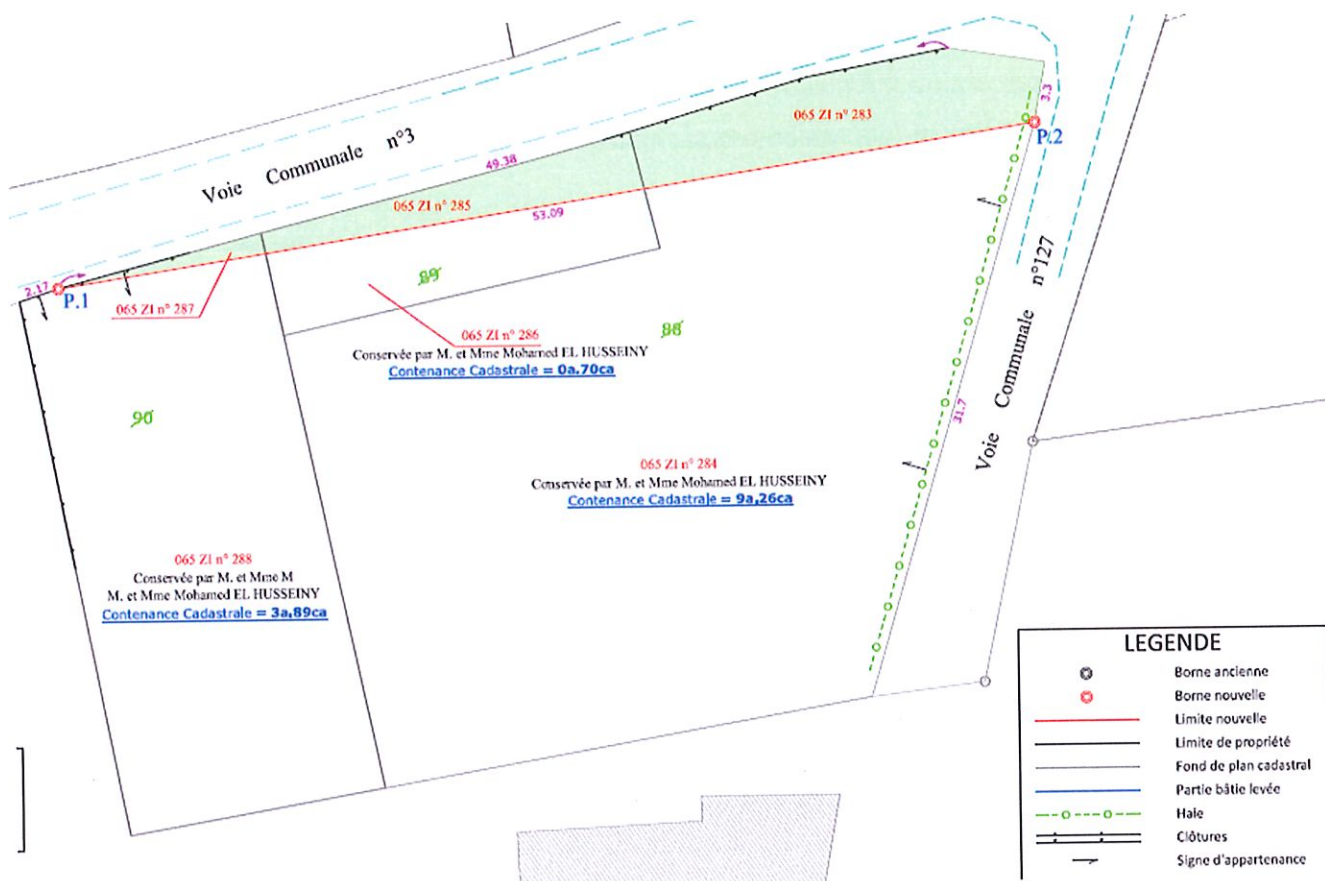 Voie Communale n°3
49.38
065 ZI n° 283
3.3
P.2
065 ZI n° 285
53.09
2.17
P.1
065 ZI n° 287
89
065 ZI n° 286
Conservée par M. et Mme Mohamed EL HUSSEINY
Contenance Cadastrale = 0a,70ca
88
90
Voie Communale n°127
31.7
065 ZI n° 284
Conservée par M. et Mme Mohamed EL HUSSEINY
Contenance Cadastrale = 9a,26ca
065 ZI n° 288
Conservée par M. et Mme M
M. et Mme Mohamed EL HUSSEINY
Contenance Cadastrale = 3a,89ca
LEGENDE
Borne ancienne
Borne nouvelle
Limite nouvelle
Limite de propriété
Fond de plan cadastral
Partie bâtie levée
Haie
Clôtures
Signe d'appartenance